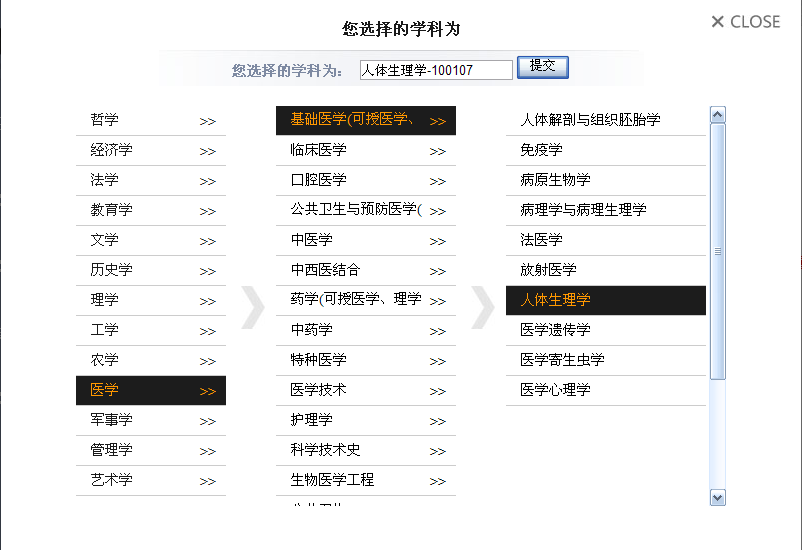 您选择的学科为
× CLOSE
您选择的学科为： 人体生理学-100107 提交
哲学 >>
经济学 >>
法学 >>
教育学 >>
文学 >>
历史学 >>
理学 >>
工学 >>
农学 >>
医学 >>
军事学 >>
管理学 >>
艺术学 >>
基础医学(可授医学、 >>
临床医学 >>
口腔医学 >>
公共卫生与预防医学( >>
中医学 >>
中西医结合 >>
药学(可授医学、理学 >>
中药学 >>
特种医学 >>
医学技术 >>
护理学 >>
科学技术史 >>
生物医学工程 >>
人体解剖与组织胚胎学
免疫学
病原生物学
病理学与病理生理学
法医学
放射医学
人体生理学
医学遗传学
医学寄生虫学
医学心理学